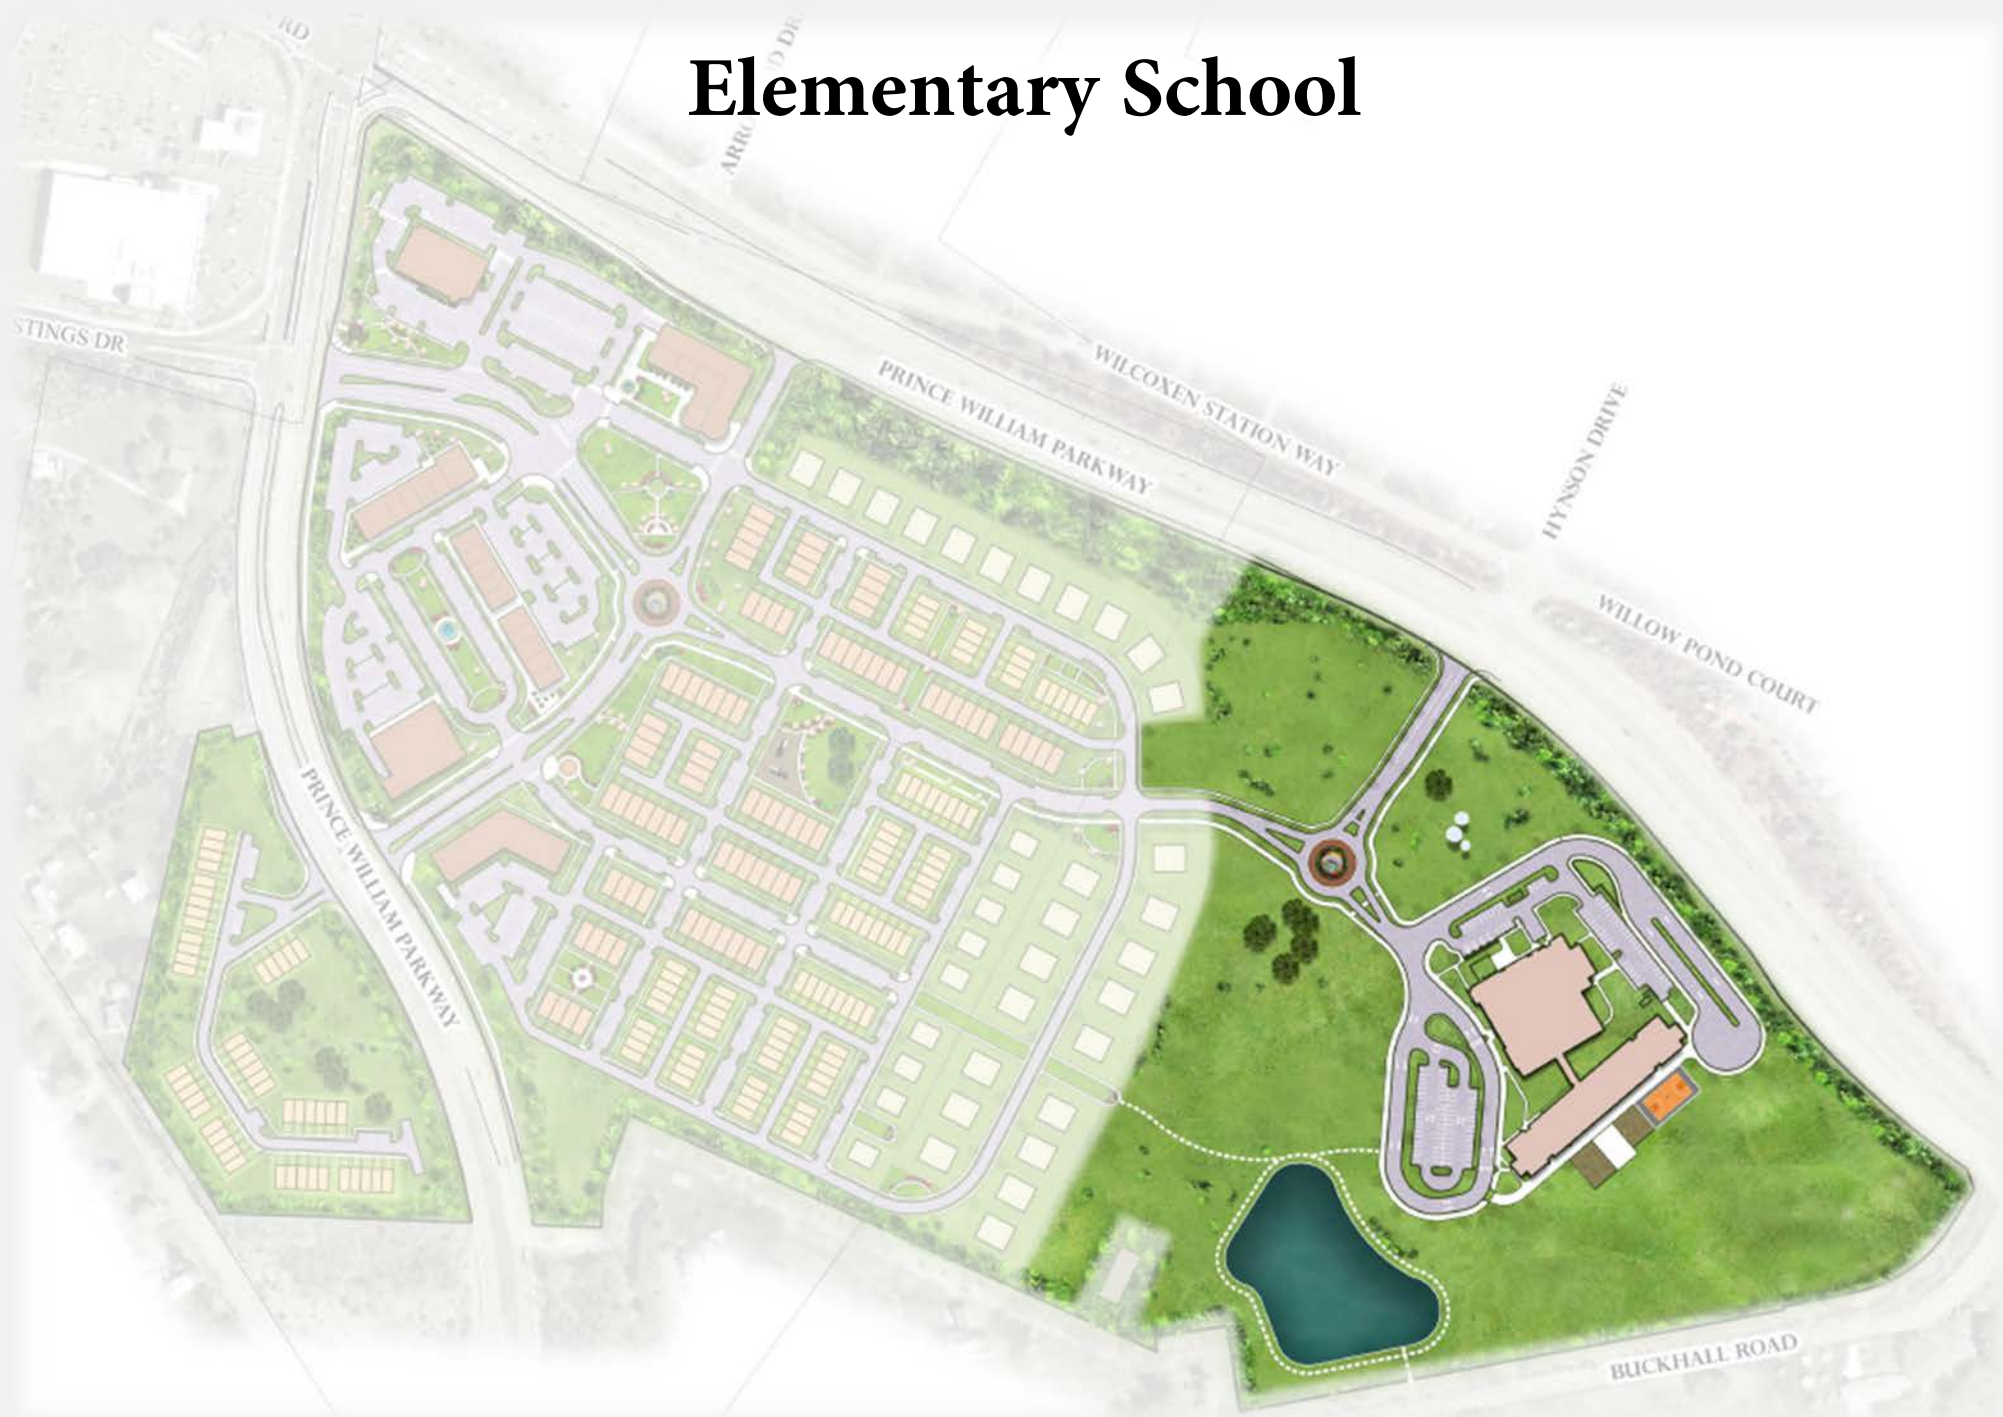 RD
Elementary School
STINGS DR
PRINCE WILLIAM PARKWAY
WILCOXEN STATION WAY
HYNSON DRIVE
WILLOW POND COURT
PRINCE WILLIAM PARKWAY
BUCKHALL ROAD